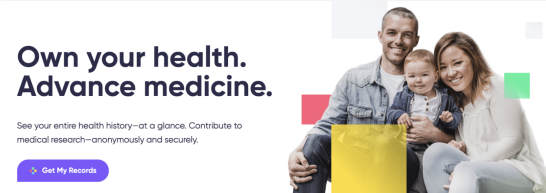 Own your health.
Advance medicine.
See your entire health history—at a glance. Contribute to
medical research—anonymously and securely.
Get My Records